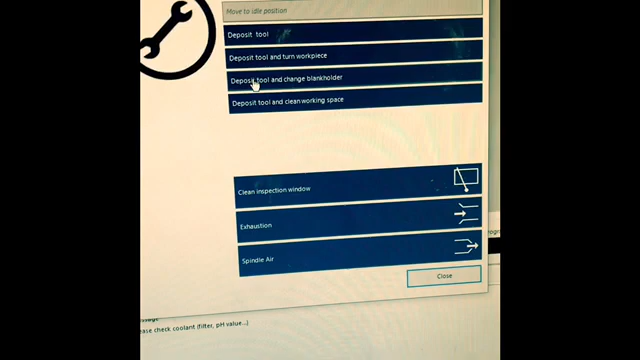 Move to idle position
Deposit tool
Deposit tool and turn workpiece
Deposit tool and change blankholder
Deposit tool and clean working space
Clean inspection window
Exhaustion
Spindle Air
Close
ease check coolant (filter, pH value...)